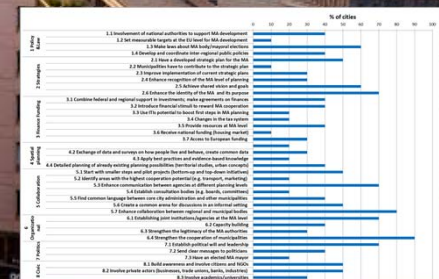 % of cities
0 10 20 30 40 50 60 70 80 90 100
1 Policy &Law
1.1 Involvement of national authorities to support MA development
1.2 Set measurable targets at the EU level for MA development
1.3 Make laws about MA body/mayoral elections
1.4 Develop and coordinate inter-regional public policies
2 Strategies
2.1 Have a developed strategic plan for the MA
2.2 Municipalities have to contribute to the strategic plan
2.3 Improve implementation of current strategic plans
2.4 Enhance recognition of the MA level of planning
2.5 Achieve shared vision and goals
2.6 Enhance the identity of the MA and its purpose
3 Finance Funding
3.1 Combine federal and regional support in investments; make agreements on finances
3.2 Introduce financial stimuli to reward MA cooperation
3.3 Use ITIs potential to boost first steps in MA planning
3.4 Changes in the tax system
3.5 Provide resources at MA level
3.6 Receive national funding (housing market)
3.7 Access to European funding
4 Spatial planning
4.2 Exchange of data and surveys on how people live and behave, create common data
4.3 Apply best practices and evidence-based knowledge
4.4 Detailed planning of already existing planning possibilities (territorial studies, urban concepts)
5 Collaboration
5.1 Start with smaller steps and pilot projects (bottom-up and top-down initiatives)
5.2 Identify areas with the highest cooperation potential (e.g. transport, marketing)
5.3 Enhance communication between agencies at different planning levels
5.4 Establish consultation bodies (e.g. boards, committees)
5.5 Find common language between core city administration and other municipalities
5.6 Create a common arena for discussions in an informal setting
5.7 Enhance collaboration between regional and municipal bodies
6 Organizational
6.1 Establishing joint institutions/agencies at the MA level
6.2 Capacity building
6.3 Strengthen the legitimacy of the MA authorities
6.4 Strengthen the cooperation of municipalities
7 Politics
7.1 Establish political will and leadership
7.2 Send clear messages to politicians
7.3 Have an elected MA mayor
8.1 Build awareness and involve citizens and NGOs
8.2 Involve private actors (businesses, trade unions, banks, industries)
8.3 Involve academics/universities